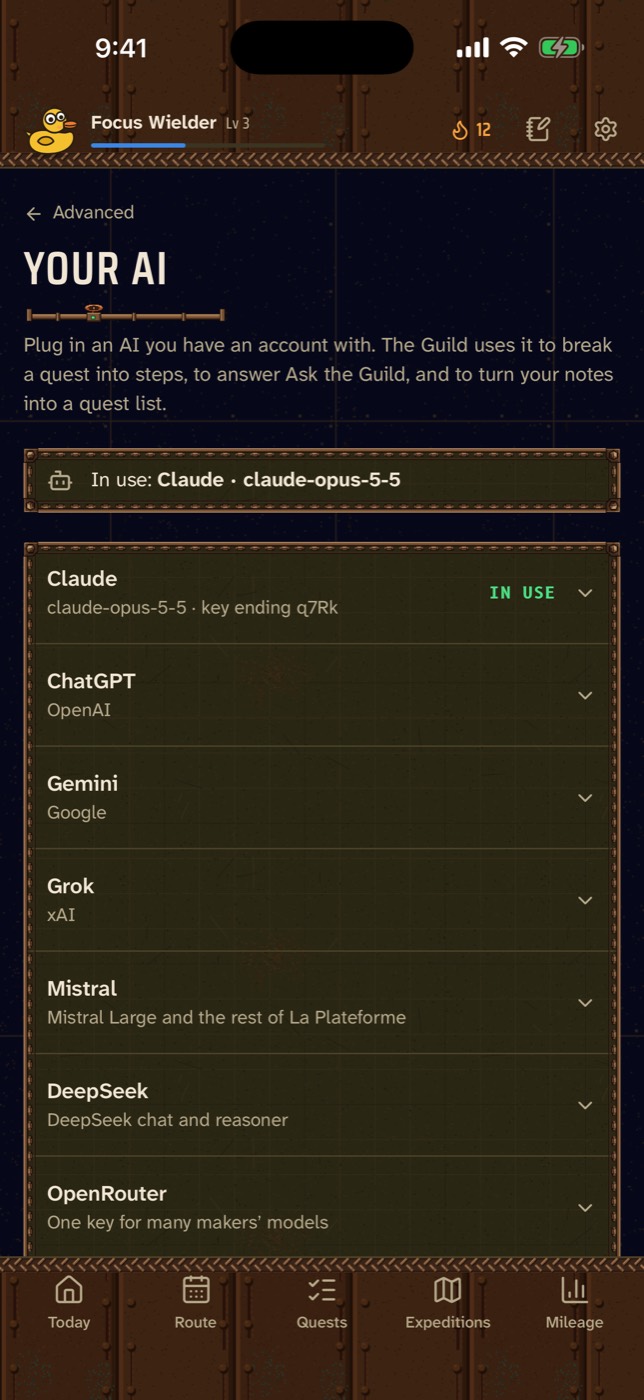 9:41
Focus Wielder Lv 3
12
Advanced
YOUR AI
Plug in an AI you have an account with. The Guild uses it to break
a quest into steps, to answer Ask the Guild, and to turn your notes
into a quest list.
In use: Claude · claude-opus-5-5
Claude
claude-opus-5-5 · key ending q7Rk
IN USE
ChatGPT
OpenAI
Gemini
Google
Grok
xAI
Mistral
Mistral Large and the rest of La Plateforme
DeepSeek
DeepSeek chat and reasoner
OpenRouter
One key for many makers’ models
Today
Route
Quests
Expeditions
Mileage